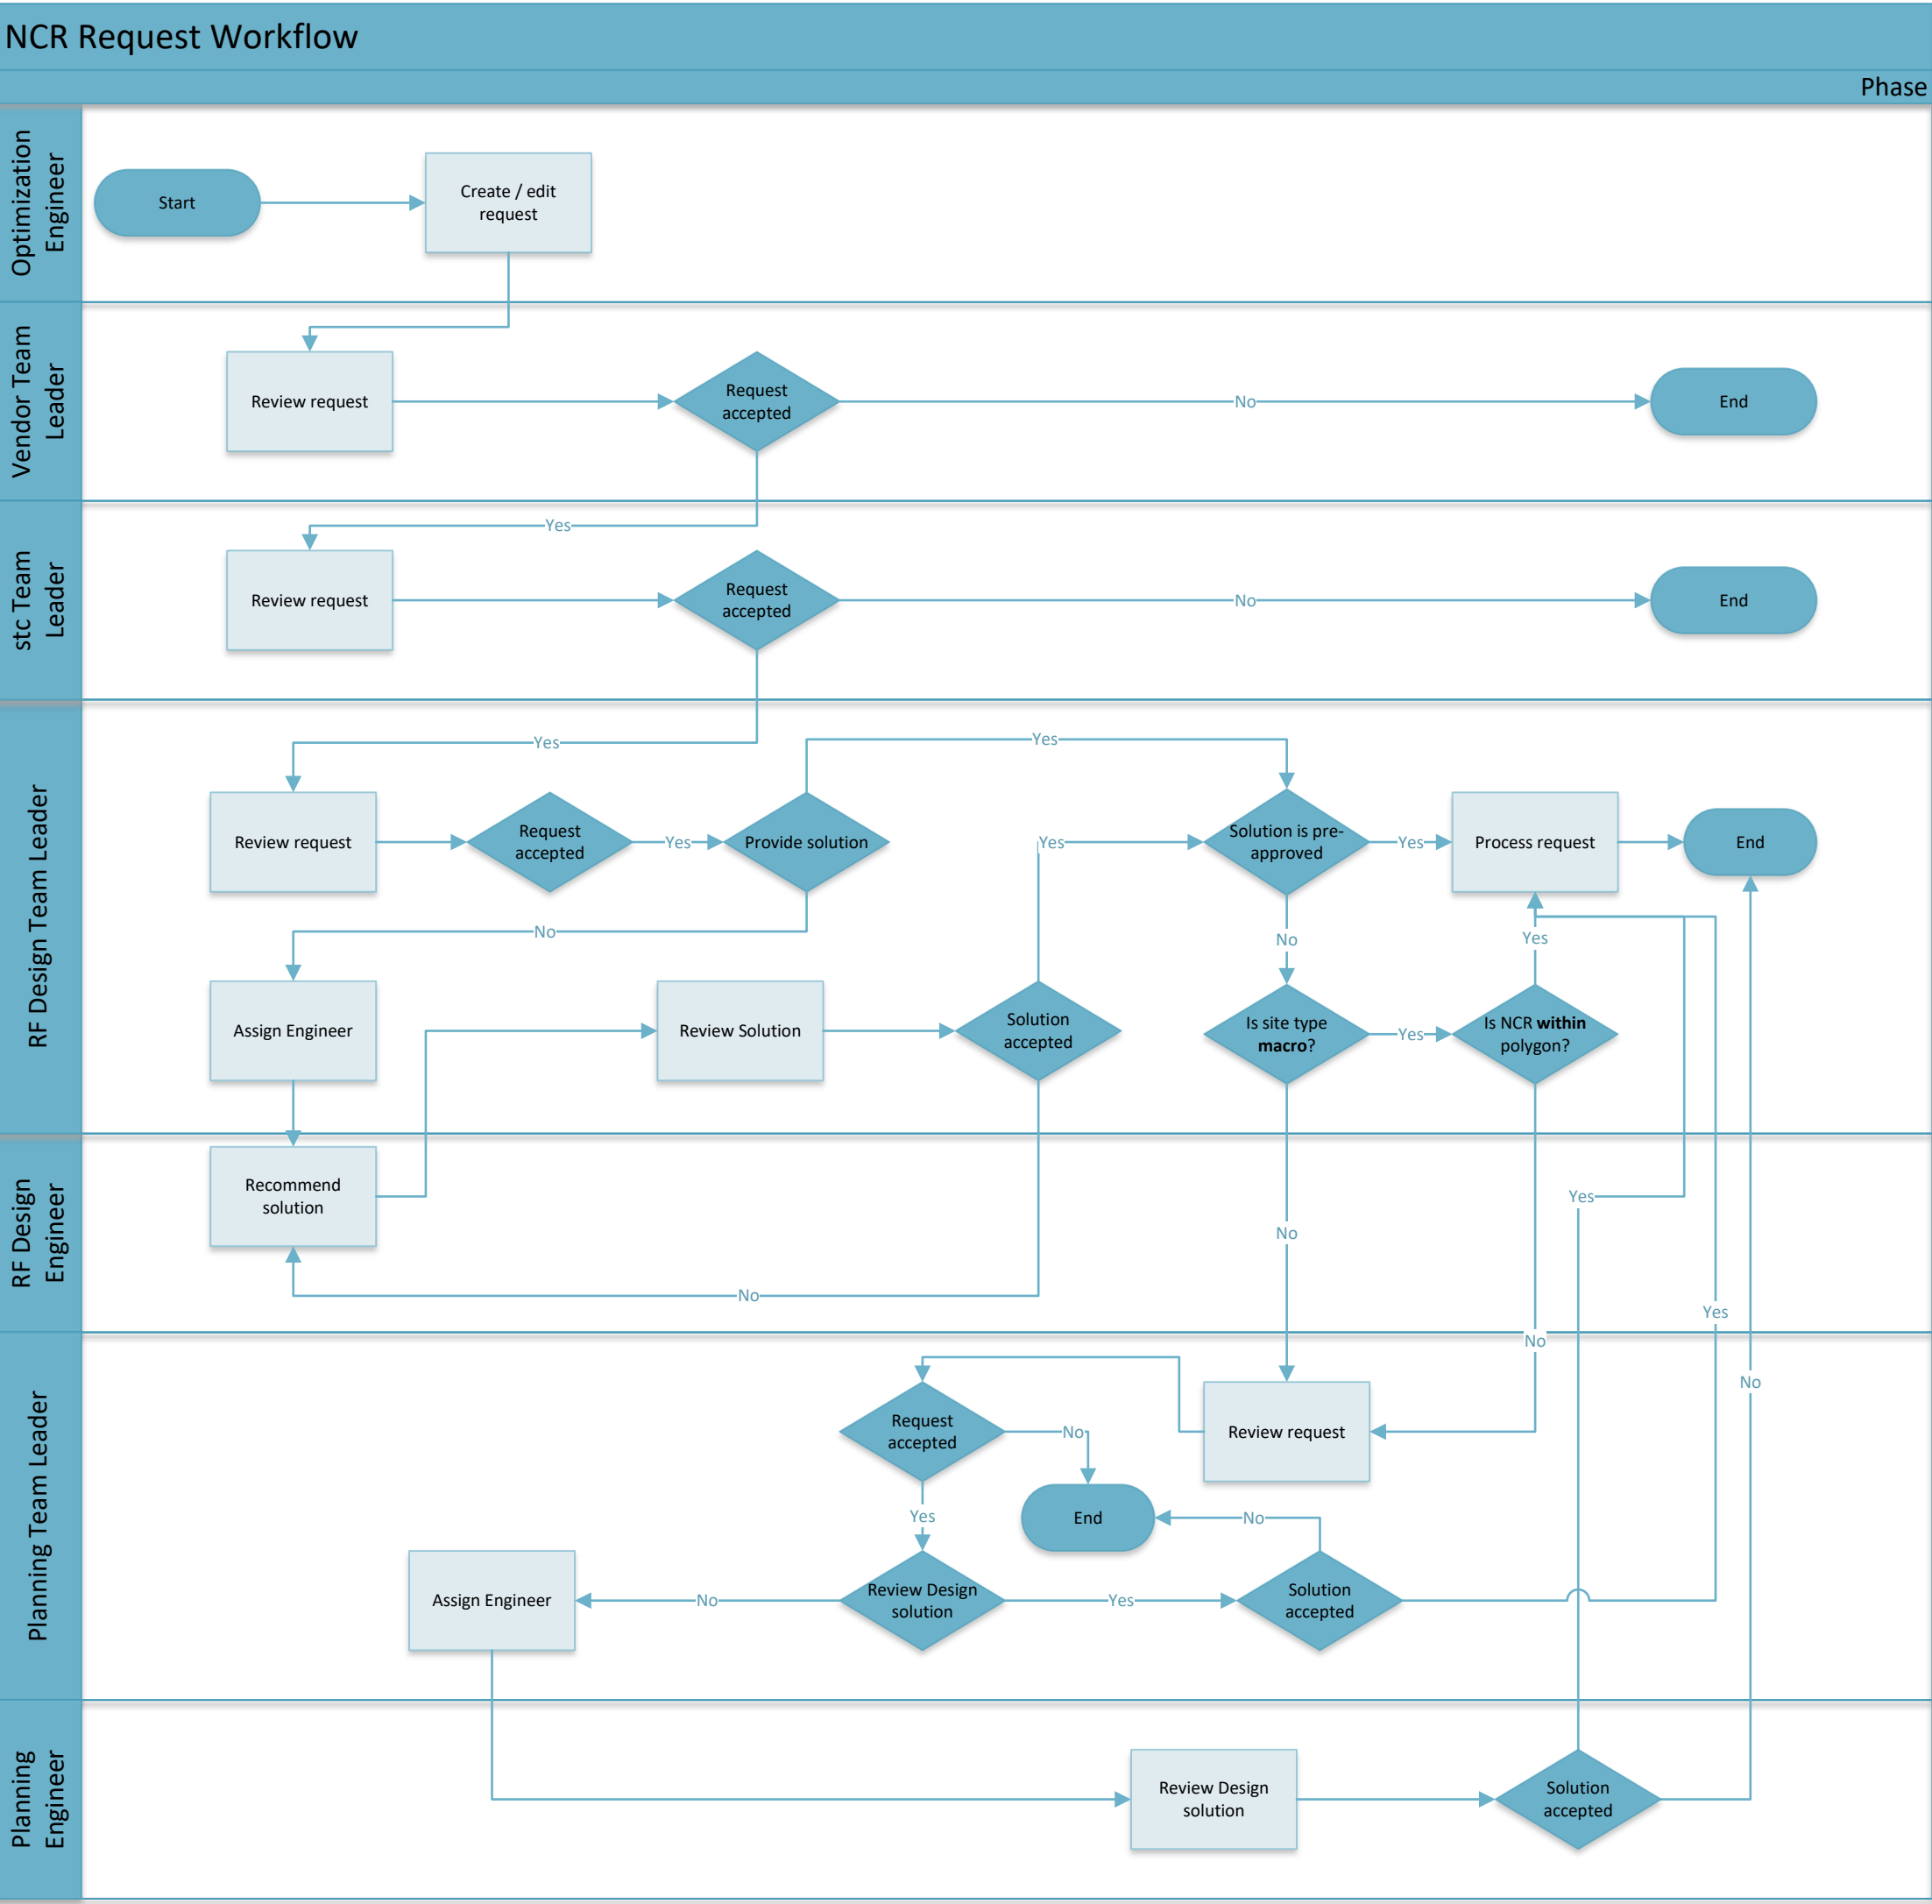 NCR Request Workflow
Phase
Optimization
Engineer
Start
Create / edit
request
Vendor Team
Leader
Review request
Request
accepted
No
End
Yes
stc Team
Leader
Review request
Request
accepted
No
End
Yes
Yes
RF Design Team Leader
Review request
Request
accepted
Yes
Provide solution
Yes
Solution is pre-
approved
Yes
Process request
End
No
No
Yes
Assign Engineer
Review Solution
Solution
accepted
Is site type
macro?
Yes
Is NCR within
polygon?
RF Design
Engineer
Recommend
solution
Yes
No
No
Yes
No
No
Planning Team Leader
Request
accepted
No
Review request
Yes
End
No
Assign Engineer
No
Review Design
solution
Yes
Solution
accepted
Planning
Engineer
Review Design
solution
Solution
accepted